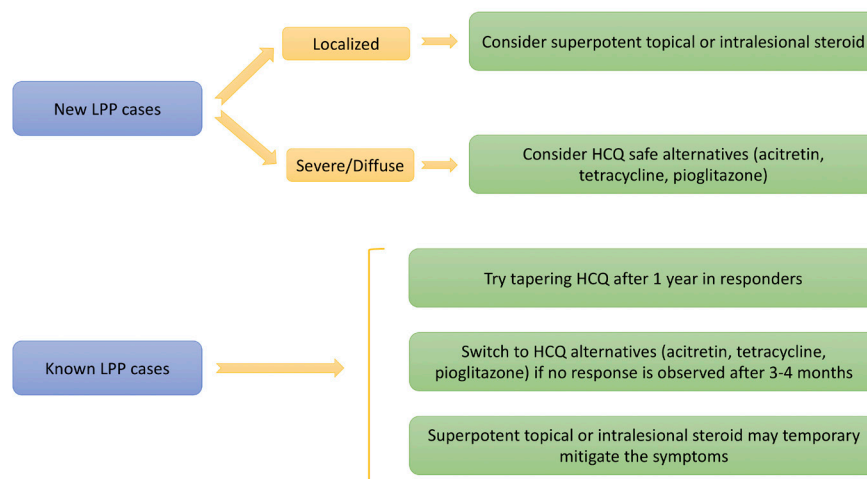 New LPP cases
Localized
Consider superpotent topical or intralesional steroid
Severe/Diffuse
Consider HCQ safe alternatives (acitretin,
tetracycline, pioglitazone)
Known LPP cases
Try tapering HCQ after 1 year in responders
Switch to HCQ alternatives (acitretin, tetracycline,
pioglitazone) if no response is observed after 3-4 months
Superpotent topical or intralesional steroid may temporary
mitigate the symptoms